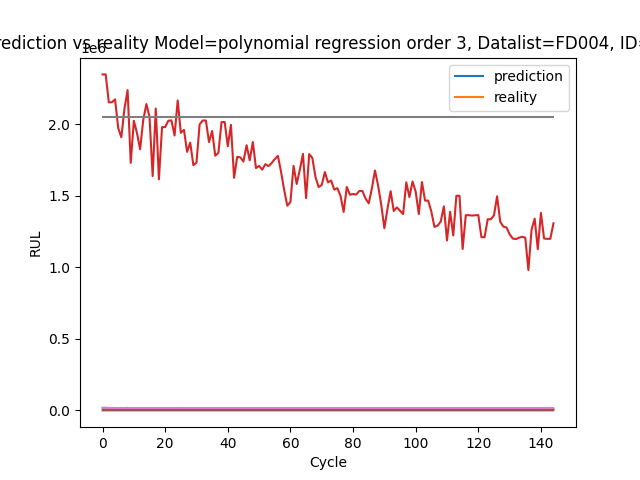 rediction vs reality Model=polynomial regression order 3, Datalist=FD004, ID=
1e6
prediction
reality
2.0
1.5
1.0
0.5
0.0
RUL
0 20 40 60 80 100 120 140
Cycle